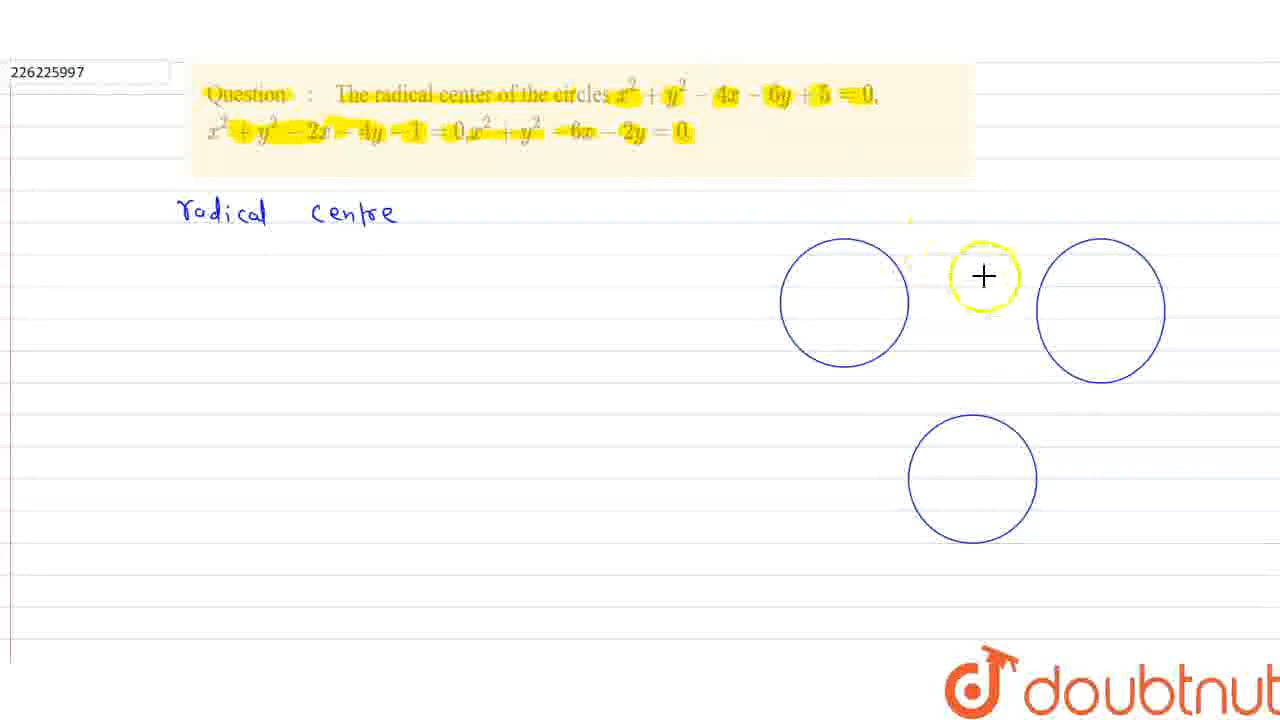 226225997
Question : The radical center of the circles x² + y² − 4x − 6y + 5 = 0,
x² + y² − 2x − 4y − 1 = 0, x² + y² − 6x − 2y = 0.
radical centre
doubtnut